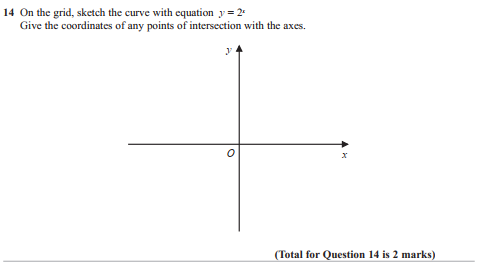 14 On the grid, sketch the curve with equation y = 2ˣ
Give the coordinates of any points of intersection with the axes.
y
O
x
(Total for Question 14 is 2 marks)